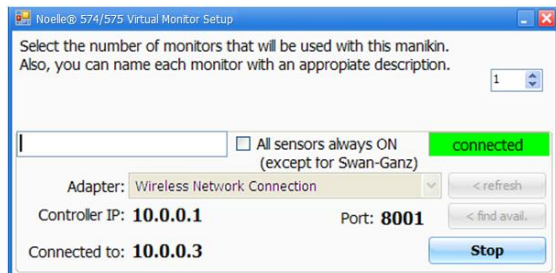 Noelle® 574/575 Virtual Monitor Setup
Select the number of monitors that will be used with this manikin.
Also, you can name each monitor with an appropiate description.
1
All sensors always ON
(except for Swan-Ganz)
connected
Adapter: Wireless Network Connection < refresh
Controller IP: 10.0.0.1 Port: 8001 < find avail.
Connected to: 10.0.0.3 Stop